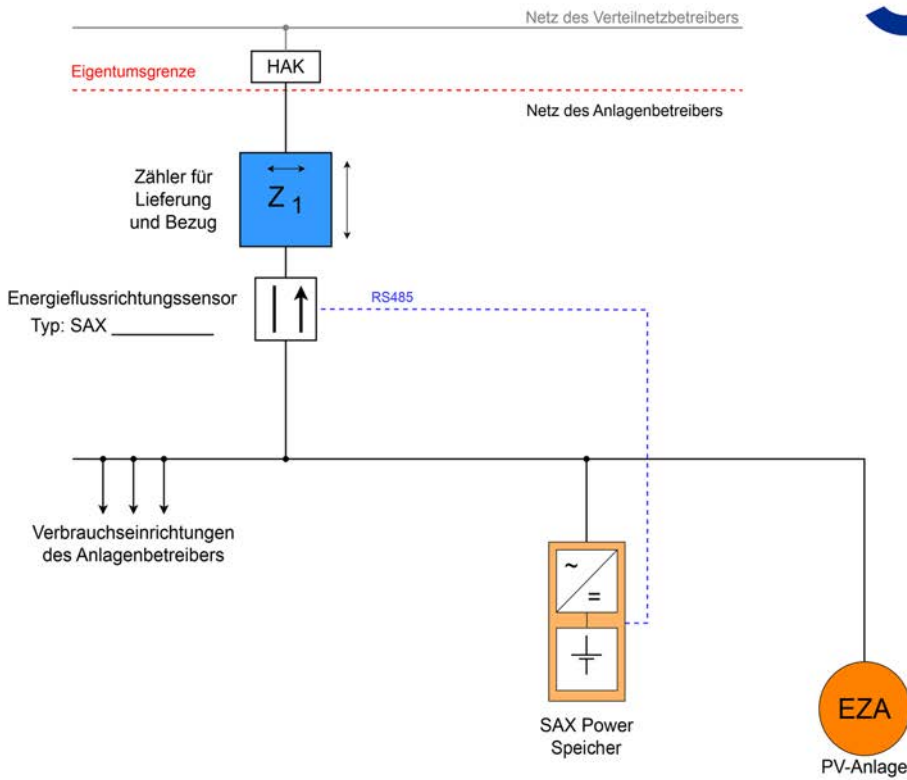 Netz des Verteilnetzbetreibers
HAK
Eigentumsgrenze
Netz des Anlagenbetreibers
Zähler für
Lieferung
und Bezug
Z 1
Energieflussrichtungssensor
Typ: SAX __________
RS485
Verbrauchseinrichtungen
des Anlagenbetreibers
~
=
SAX Power
Speicher
EZA
PV-Anlage